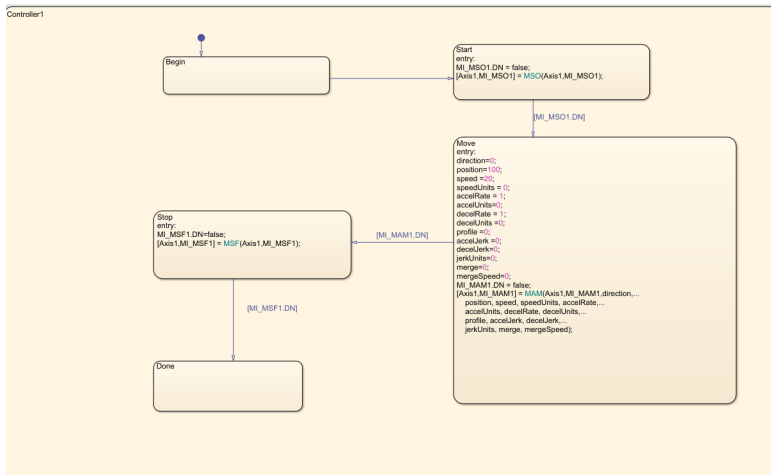 Controller1
Begin
Start
entry:
MI_MSO1.DN = false;
[Axis1,MI_MSO1] = MSO(Axis1,MI_MSO1);
[MI_MSO1.DN]
Move
entry:
direction=0;
position=100;
speed =20;
speedUnits = 0;
accelRate = 1;
accelUnits=0;
decelRate = 1;
decelUnits =0;
profile =0;
accelJerk =0;
decelJerk=0;
jerkUnits=0;
merge=0;
mergeSpeed=0;
MI_MAM1.DN = false;
[Axis1,MI_MAM1] = MAM(Axis1,MI_MAM1,direction,...
position, speed, speedUnits, accelRate,...
accelUnits, decelRate, decelUnits,...
profile, accelJerk, decelJerk,...
jerkUnits, merge, mergeSpeed);
[MI_MAM1.DN]
Stop
entry:
MI_MSF1.DN=false;
[Axis1,MI_MSF1] = MSF(Axis1,MI_MSF1);
[MI_MSF1.DN]
Done